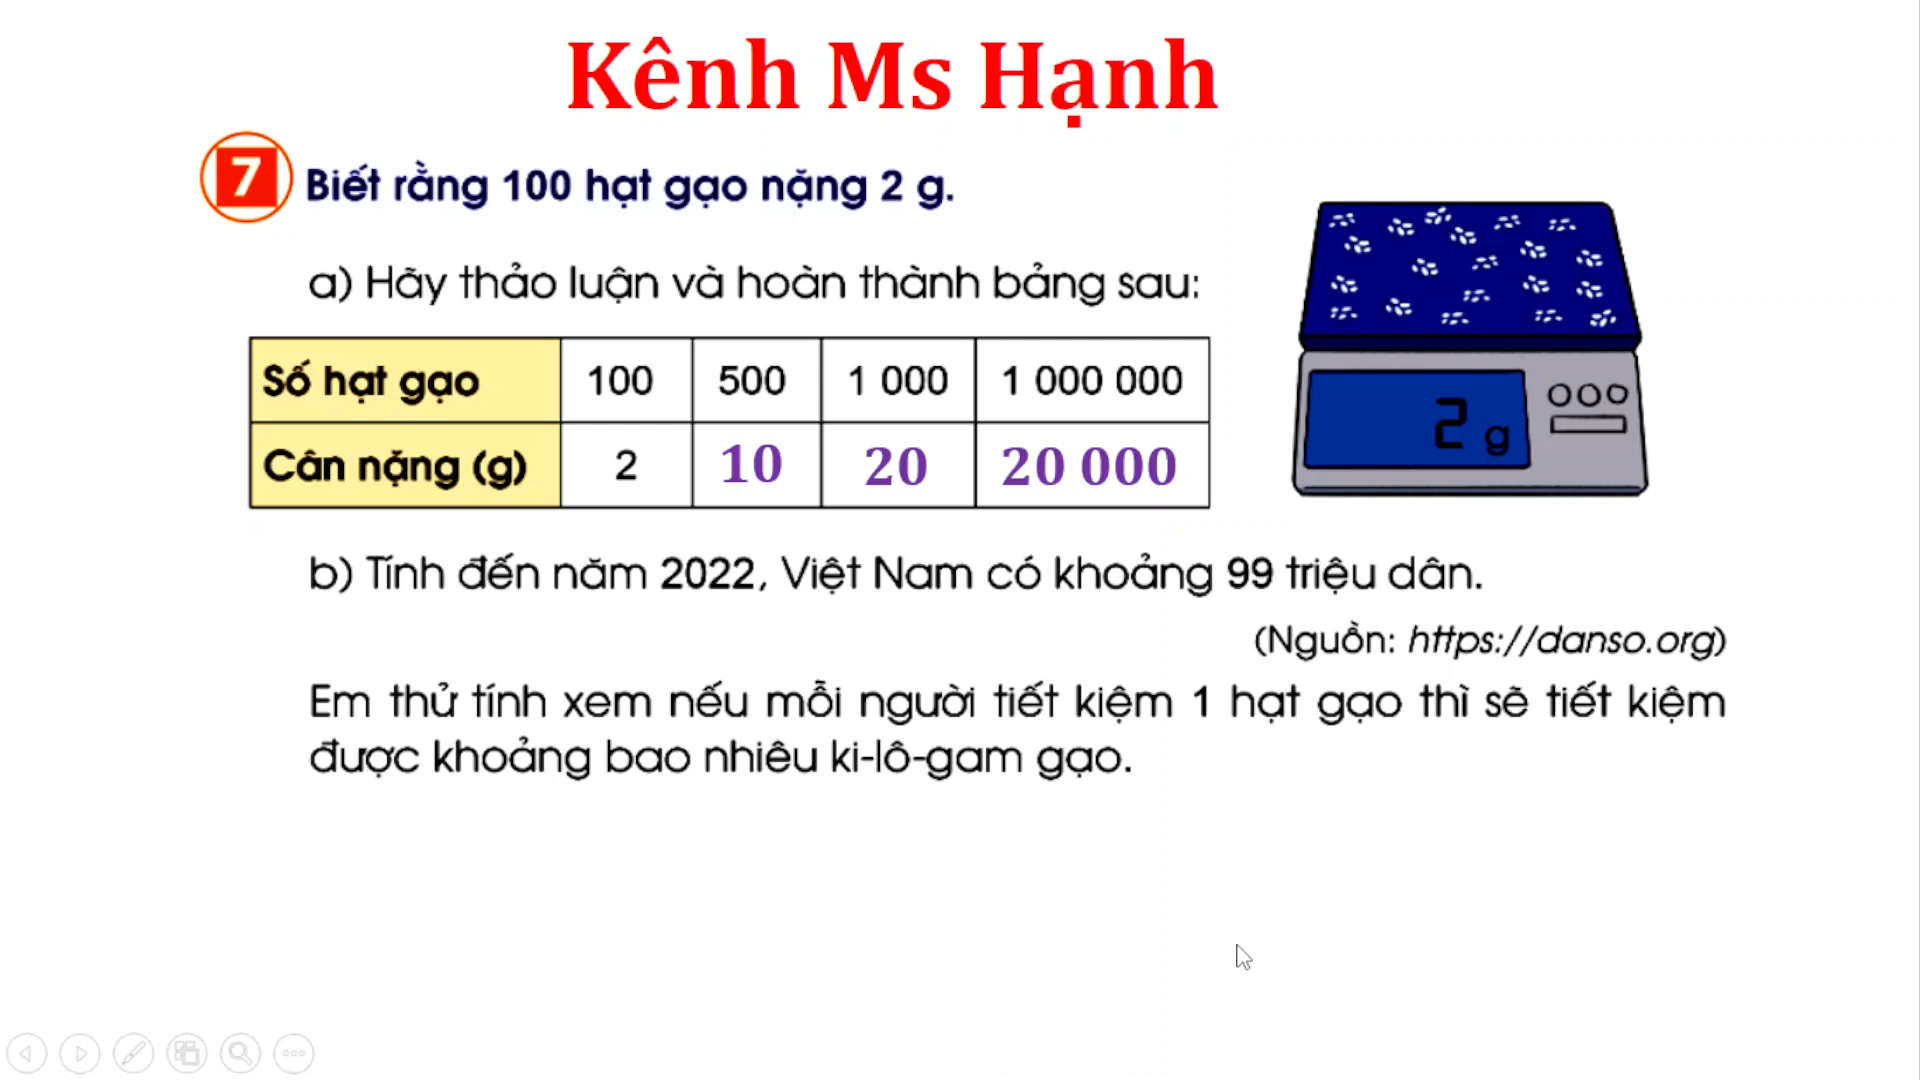 Kênh Ms Hạnh
7 Biết rằng 100 hạt gạo nặng 2 g.
a) Hãy thảo luận và hoàn thành bảng sau:
Số hạt gạo 100 500 1 000 1 000 000
Cân nặng (g) 2 10 20 20 000
2 g
b) Tính đến năm 2022, Việt Nam có khoảng 99 triệu dân.
(Nguồn: https://danso.org)
Em thử tính xem nếu mỗi người tiết kiệm 1 hạt gạo thì sẽ tiết kiệm
được khoảng bao nhiêu ki-lô-gam gạo.